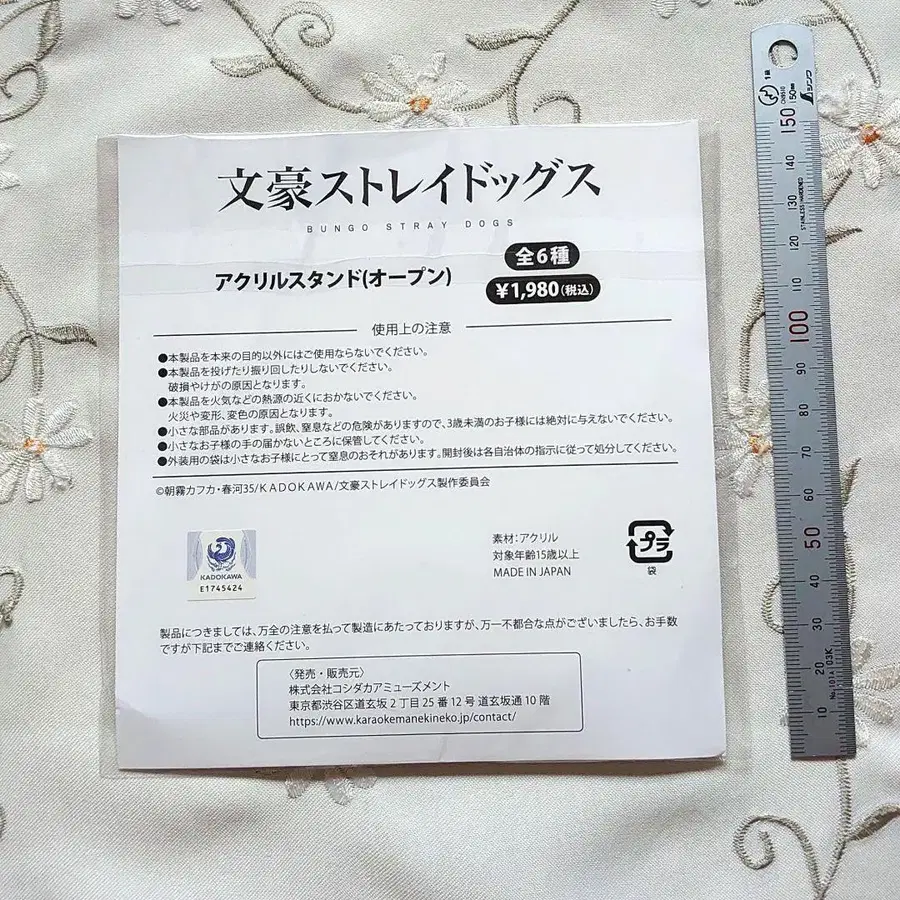 文豪ストレイドッグス
BUNGO STRAY DOGS
アクリルスタンド(オープン)
全6種
¥1,980(税込)
使用上の注意
●本製品を本来の目的以外にはご使用ならないでください。
●本製品を投げたり振り回したりしないでください。
破損やけがの原因となります。
●本製品を火気などの熱源の近くにおかないでください。
火災や変形、変色の原因となります。
●小さな部品があります。誤飲、窒息などの危険がありますので、3歳未満のお子様には絶対に与えないでください。
●小さなお子様の手の届かないところに保管してください。
●外装用の袋は小さなお子様にとって窒息のおそれがあります。開封後は各自治体の指示に従って処分してください。
©朝霧カフカ・春河35/KADOKAWA/文豪ストレイドッグス製作委員会
KADOKAWA
E1745424
素材：アクリル
対象年齢15歳以上
MADE IN JAPAN
プラ
袋
製品につきましては、万全の注意を払って製造にあたっておりますが、万一不都合な点がございましたら、お手数
ですが下記までご連絡ください。
〈発売・販売元〉
株式会社コシダカアミューズメント
東京都渋谷区道玄坂2丁目25番12号 道玄坂通10階
https://www.karaokemanekineko.jp/contact/
シンワ
1級
150mm
STAINLESS HARDENED
150
140
130
120
110
100
90
80
70
60
50
40
30
20
10